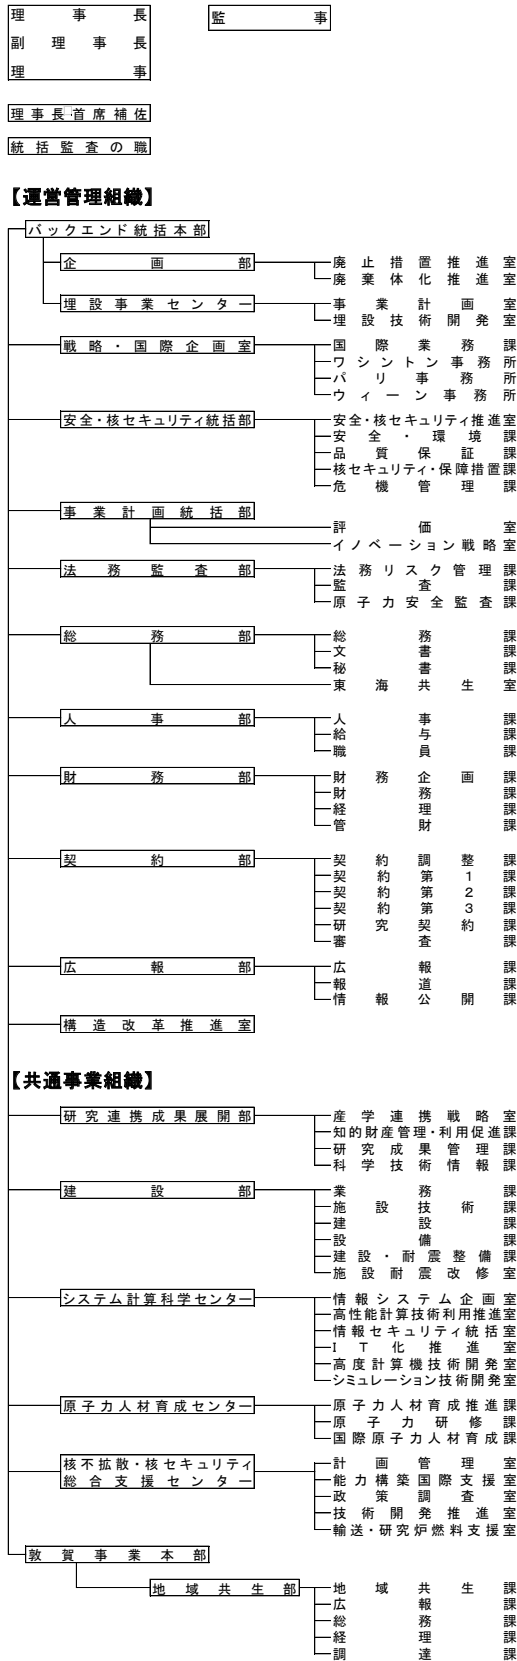 理事長
監事
副理事長
理事
理事長首席補佐
統括監査の職
【運営管理組織】
バックエンド統括本部
企画部
廃止措置推進室
廃棄体化推進室
埋設事業センター
事業計画室
埋設技術開発室
戦略・国際企画室
国際業務課
ワシントン事務所
パリ事務所
ウィーン事務所
安全・核セキュリティ統括部
安全・核セキュリティ推進室
安全・環境課
品質保証課
核セキュリティ・保障措置課
危機管理課
事業計画統括部
評価室
イノベーション戦略室
法務監査部
法務リスク管理課
監査課
原子力安全監査課
総務部
総務課
文書課
秘書課
東海共生室
人事部
人事課
給与課
職員課
財務部
財務企画課
財務課
経理課
管財課
契約部
契約調整課
契約第1課
契約第2課
契約第3課
研究契約課
審査課
広報部
広報課
報道課
情報公開課
構造改革推進室
【共通事業組織】
研究連携成果展開部
産学連携戦略室
知的財産管理・利用促進課
研究成果管理課
科学技術情報課
建設部
業務課
施設技術課
建設課
設備課
建設・耐震整備課
施設耐震改修室
システム計算科学センター
情報システム企画室
高性能計算技術利用推進室
情報セキュリティ統括室
IT化推進室
高度計算機技術開発室
シミュレーション技術開発室
原子力人材育成センター
原子力人材育成推進課
原子力研修課
国際原子力人材育成課
核不拡散・核セキュリティ
総合支援センター
計画管理室
能力構築国際支援室
政策調査室
技術開発推進室
輸送・研究炉燃料支援室
敦賀事業本部
地域共生部
地域共生課
広報課
総務課
経理課
調達課